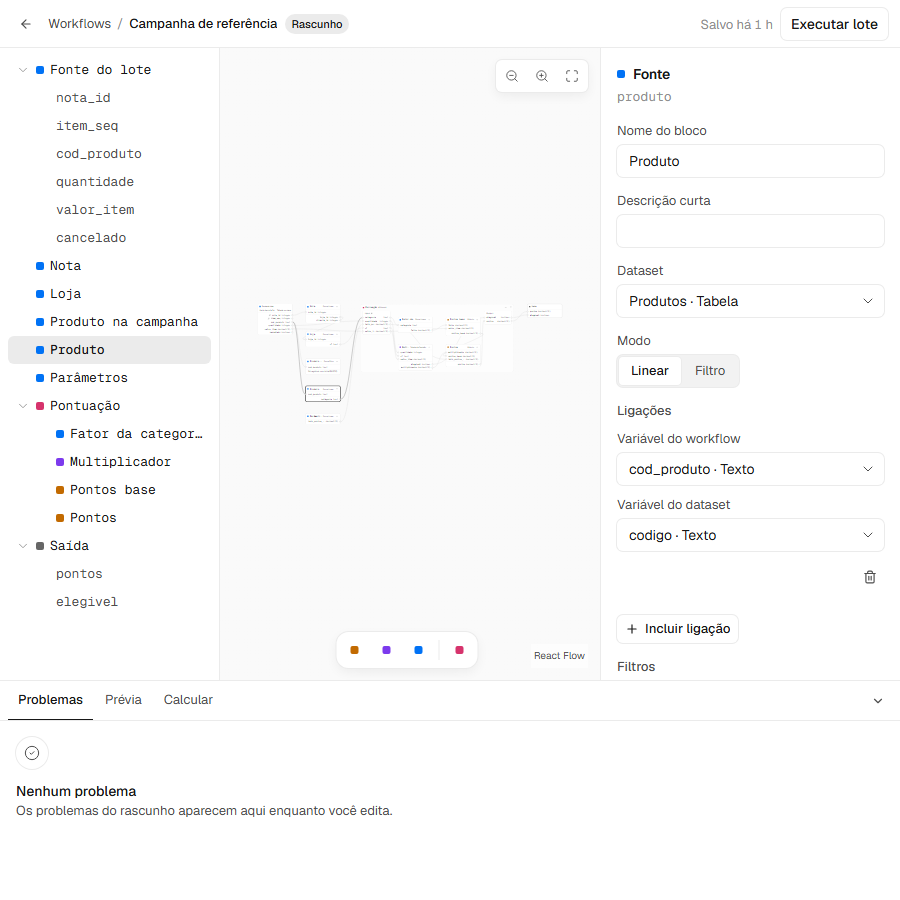 Workflows / Campanha de referência Rascunho
Salvo há 1 h
Executar lote
Fonte do lote
nota_id
item_seq
cod_produto
quantidade
valor_item
cancelado
Nota
Loja
Produto na campanha
Produto
Parâmetros
Pontuação
Fator da categor…
Multiplicador
Pontos base
Pontos
Saída
pontos
elegivel
React Flow
Fonte
produto
Nome do bloco
Produto
Descrição curta
Dataset
Produtos · Tabela
Modo
Linear Filtro
Ligações
Variável do workflow
cod_produto · Texto
Variável do dataset
codigo · Texto
Incluir ligação
Filtros
Problemas Prévia Calcular
Nenhum problema
Os problemas do rascunho aparecem aqui enquanto você edita.